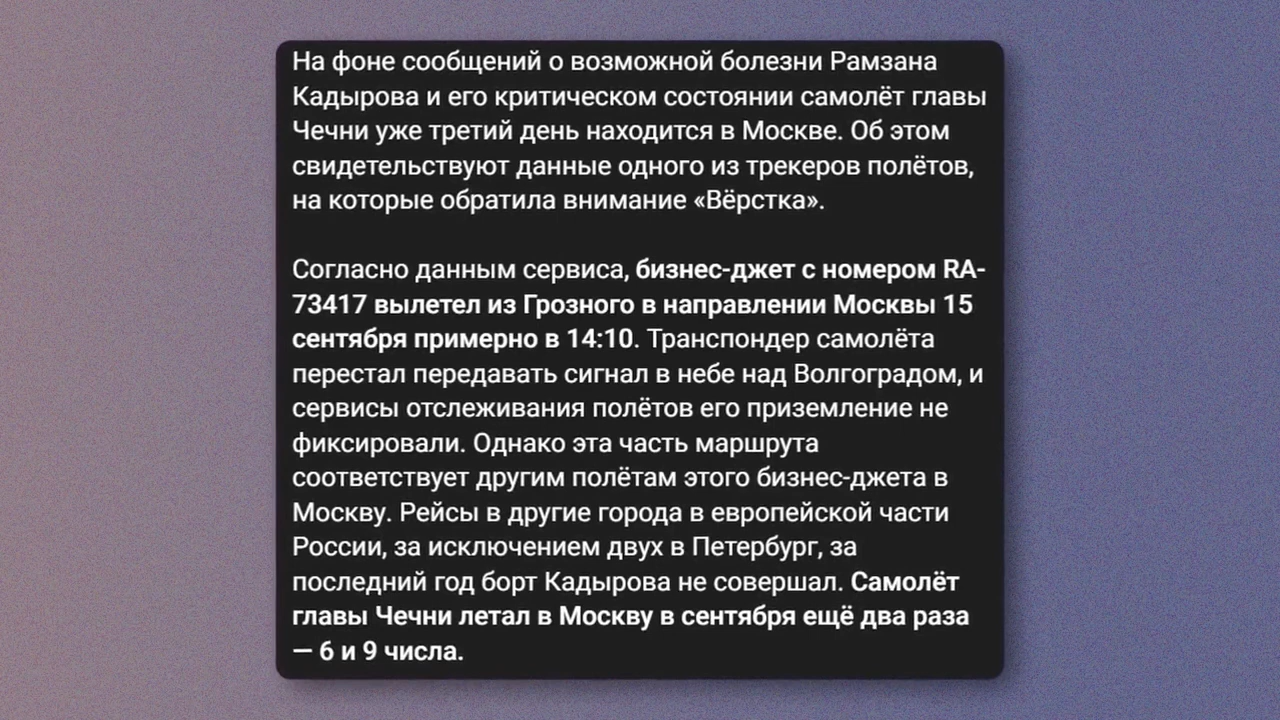 На фоне сообщений о возможной болезни Рамзана
Кадырова и его критическом состоянии самолёт главы
Чечни уже третий день находится в Москве. Об этом
свидетельствуют данные одного из трекеров полётов,
на которые обратила внимание «Вёрстка».
Согласно данным сервиса, бизнес-джет с номером RA-
73417 вылетел из Грозного в направлении Москвы 15
сентября примерно в 14:10. Транспондер самолёта
перестал передавать сигнал в небе над Волгоградом, и
сервисы отслеживания полётов его приземление не
фиксировали. Однако эта часть маршрута
соответствует другим полётам этого бизнес-джета в
Москву. Рейсы в другие города в европейской части
России, за исключением двух в Петербург, за
последний год борт Кадырова не совершал. Самолёт
главы Чечни летал в Москву в сентября ещё два раза
— 6 и 9 числа.